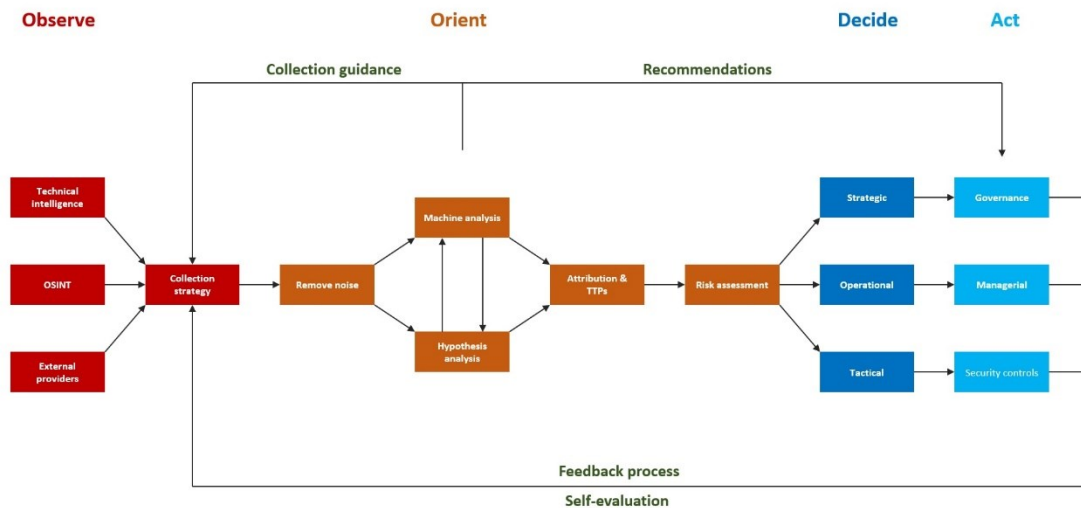 Observe
Orient
Decide
Act
Collection guidance
Recommendations
Technical
intelligence
OSINT
External
providers
Collection
strategy
Remove noise
Machine analysis
Hypothesis
analysis
Attribution &
TTPs
Risk assessment
Strategic
Operational
Tactical
Governance
Managerial
Security controls
Feedback process
Self-evaluation